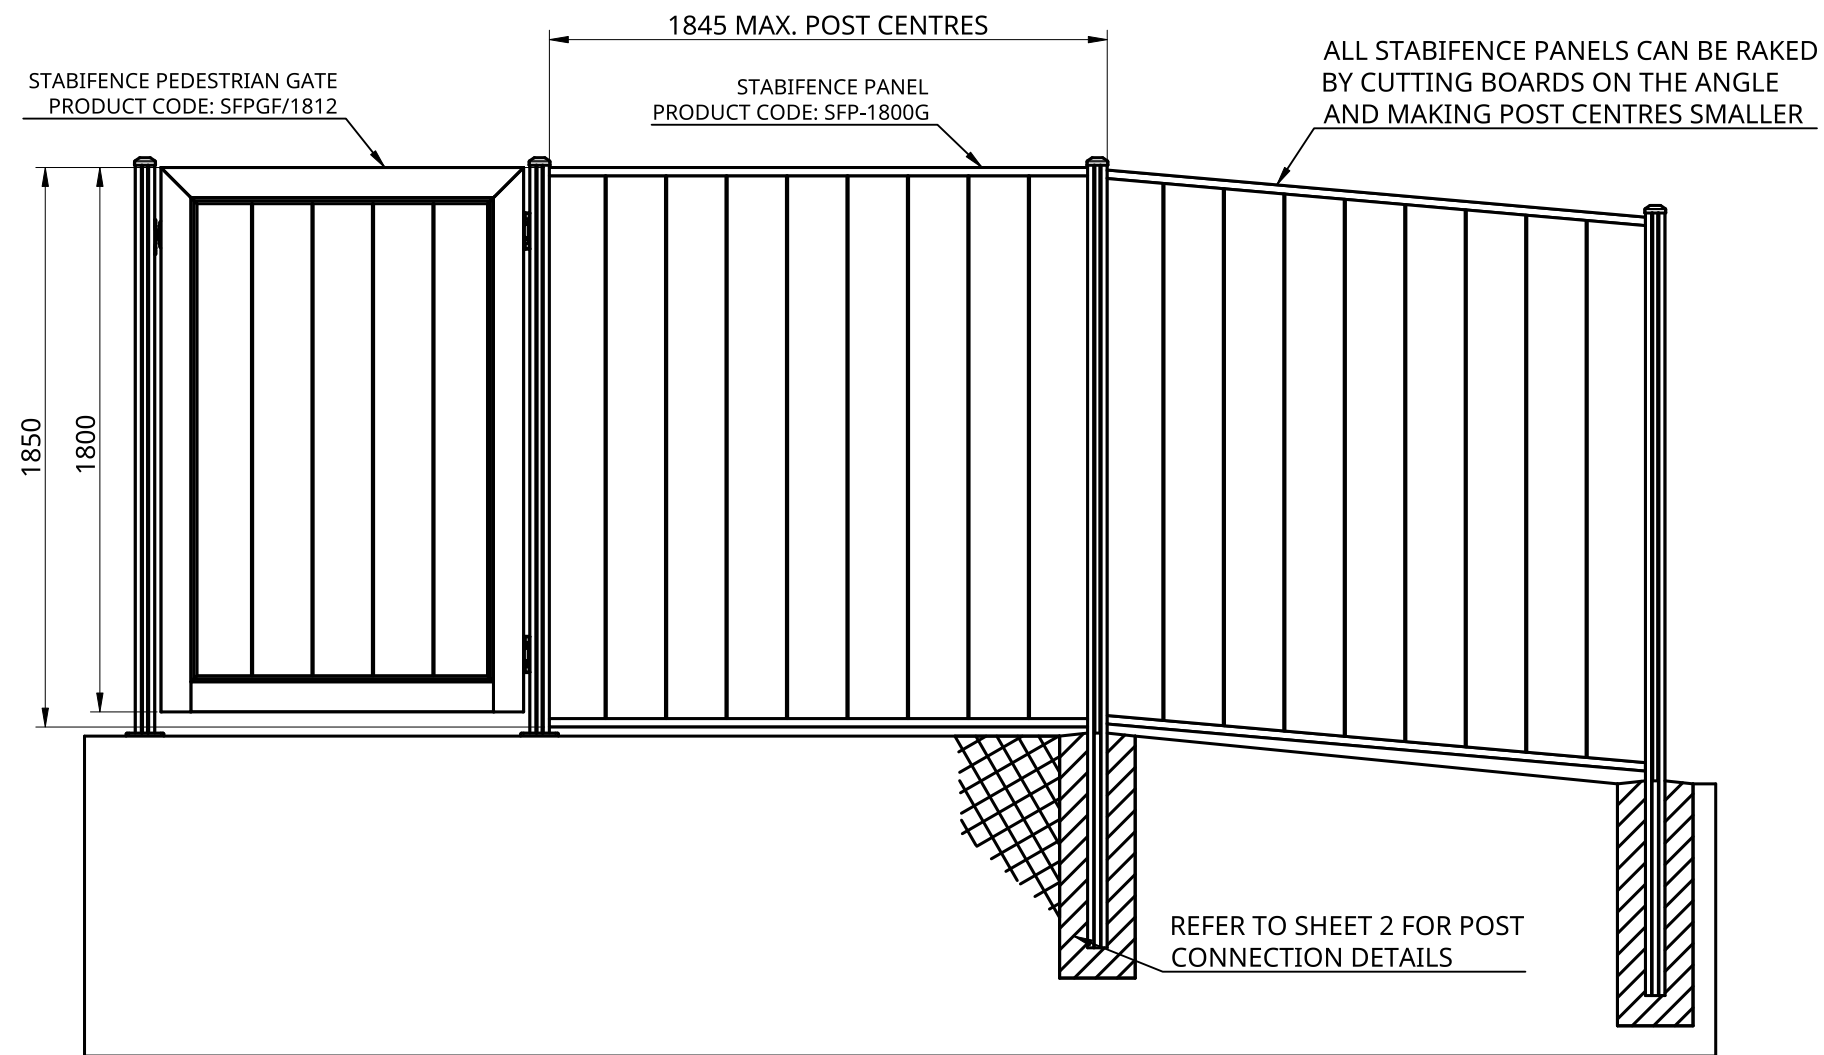 1845 MAX. POST CENTRES
STABIFENCE PEDESTRIAN GATE
PRODUCT CODE: SFPGF/1812
STABIFENCE PANEL
PRODUCT CODE: SFP-1800G
ALL STABIFENCE PANELS CAN BE RAKED
BY CUTTING BOARDS ON THE ANGLE
AND MAKING POST CENTRES SMALLER
1850
1800
REFER TO SHEET 2 FOR POST
CONNECTION DETAILS